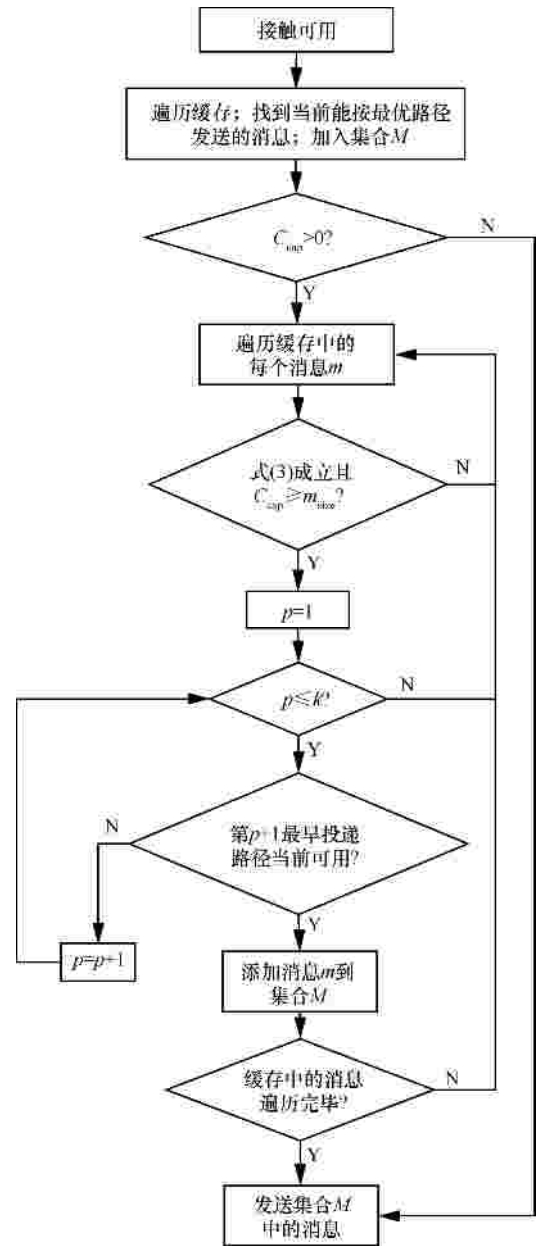 接触可用
遍历缓存；找到当前能按最优路径
发送的消息；加入集合M
>0?
N
Y
遍历缓存中的
每个消息m
式(3)成立且
N
Y
p=1
p≤k?
N
Y
N
第p+1最早投递
路径当前可用?
Y
p=p+1
添加消息m到
集合M
缓存中的消息
遍历完毕?
N
Y
发送集合M
中的消息